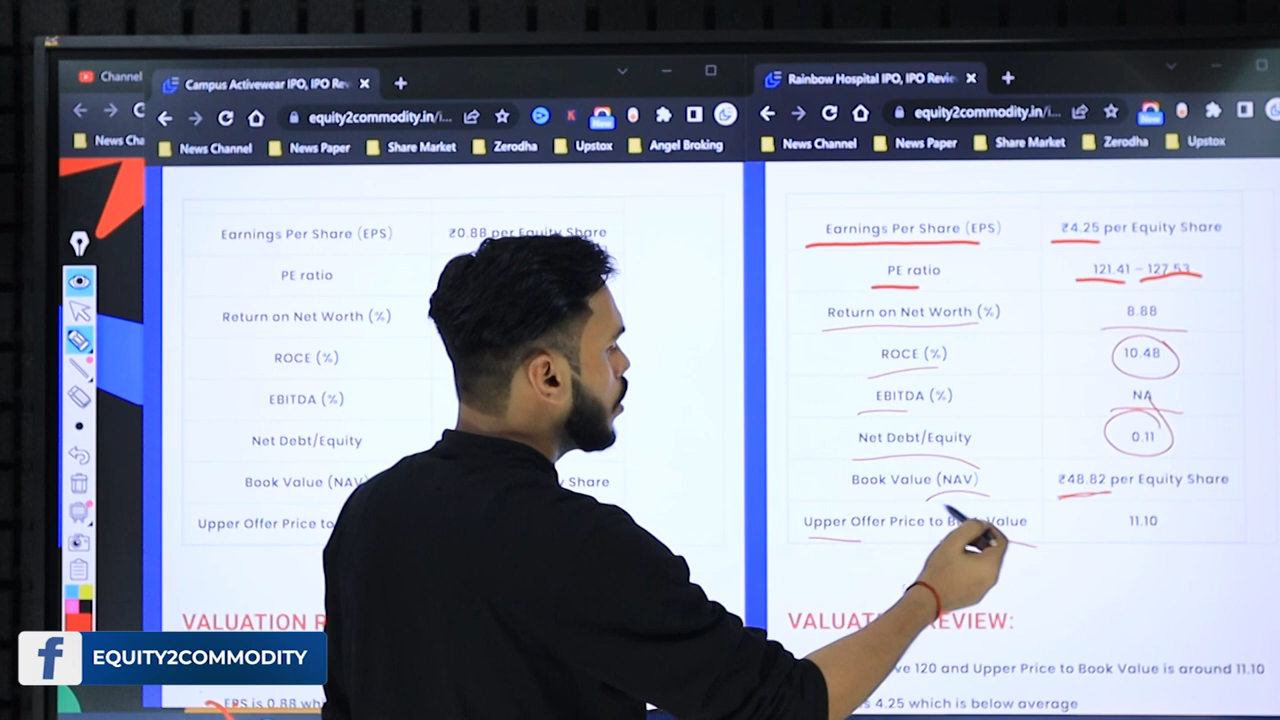 Channel
Campus Activewear IPO, IPO Rev
Rainbow Hospital IPO, IPO Revie
equity2commodity.in/i...
New
equity2commodity.in/i...
New
News Cha
News Channel
News Paper
Share Market
Zerodha
Upstox
Angel Broking
News Channel
News Paper
Share Market
Zerodha
Upstox
Earnings Per Share (EPS)
₹0.88 per Equity Share
PE ratio
Return on Net Worth (%)
ROCE (%)
EBITDA (%)
Net Debt/Equity
Book Value (NAV)
Share
Upper Offer Price to
VALUATION R
EPS is 0.88 wh
Earnings Per Share (EPS)
₹4.25 per Equity Share
PE ratio
121.41 – 127.53
Return on Net Worth (%)
8.88
ROCE (%)
10.48
EBITDA (%)
NA
Net Debt/Equity
0.11
Book Value (NAV)
₹48.82 per Equity Share
Upper Offer Price to Book Value
11.10
VALUAT REVIEW:
ve 120 and Upper Price to Book Value is around 11.10
4.25 which is below average
f
EQUITY2COMMODITY